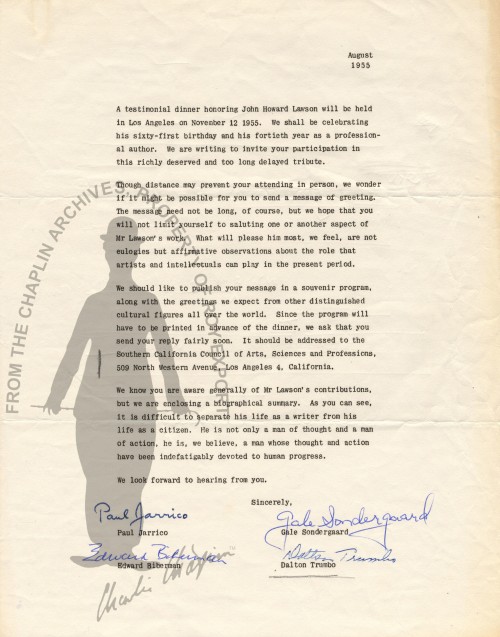 August
1955
A testimonial dinner honoring John Howard Lawson will be held
in Los Angeles on November 12 1955. We shall be celebrating
his sixty-first birthday and his fortieth year as a profession-
al author. We are writing to invite your participation in
this richly deserved and too long delayed tribute.
Though distance may prevent your attending in person, we wonder
if it might be possible for you to send a message of greeting.
The message need not be long, of course, but we hope that you
will not limit yourself to saluting one or another aspect of
Mr Lawson's work. What will please him most, we feel, are not
eulogies but affirmative observations about the role that
artists and intellectuals can play in the present period.
We should like to publish your message in a souvenir program,
along with the greetings we expect from other distinguished
cultural figures all over the world. Since the program will
have to be printed in advance of the dinner, we ask that you
send your reply fairly soon. It should be addressed to the
Southern California Council of Arts, Sciences and Professions,
509 North Western Avenue, Los Angeles 4, California.
We know you are aware generally of Mr Lawson's contributions,
but we are enclosing a biographical summary. As you can see,
it is difficult to separate his life as a writer from his
life as a citizen. He is not only a man of thought and a man
of action, he is, we believe, a man whose thought and action
have been indefatigably devoted to human progress.
We look forward to hearing from you.
Sincerely,
Paul Jarrico
Gale Sondergaard
Paul Jarrico
Gale Sondergaard
Edward Biberman
Dalton Trumbo
Edward Biberman
Dalton Trumbo
Charlie Chaplin
FROM THE CHAPLIN ARCHIVES, PROPERTY OF ROY EXPORT